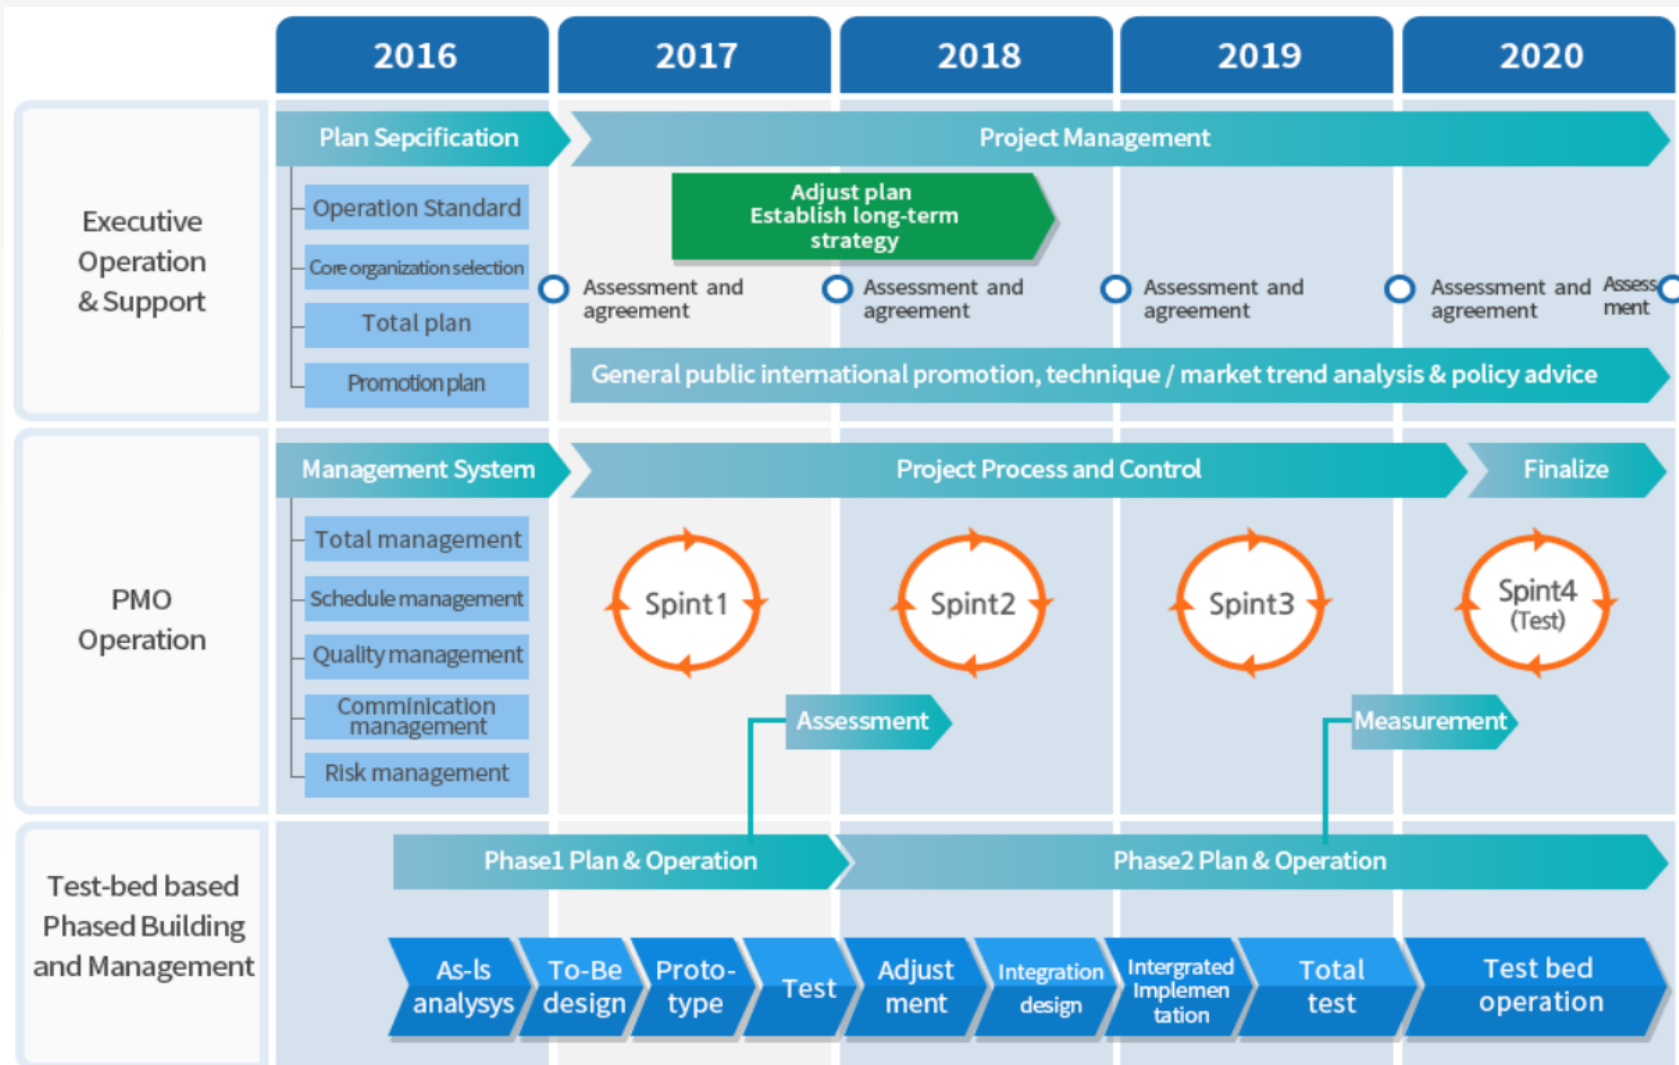 2016
2017
2018
2019
2020
Executive
Operation
& Support
Plan Sepcification
Project Management
Operation Standard
Core organization selection
Total plan
Promotion plan
Adjust plan
Establish long-term
strategy
Assessment and
agreement
Assessment and
agreement
Assessment and
agreement
Assessment and
agreement
Assess
ment
General public international promotion, technique / market trend analysis & policy advice
PMO
Operation
Management System
Project Process and Control
Finalize
Total management
Schedule management
Quality management
Comminication
management
Risk management
Spint1
Spint2
Spint3
Spint4
(Test)
Assessment
Measurement
Test-bed based
Phased Building
and Management
Phase1 Plan & Operation
Phase2 Plan & Operation
As-ls
analysys
To-Be
design
Proto-
type
Test
Adjust
ment
Integration
design
Intergrated
Implemen
tation
Total
test
Test bed
operation